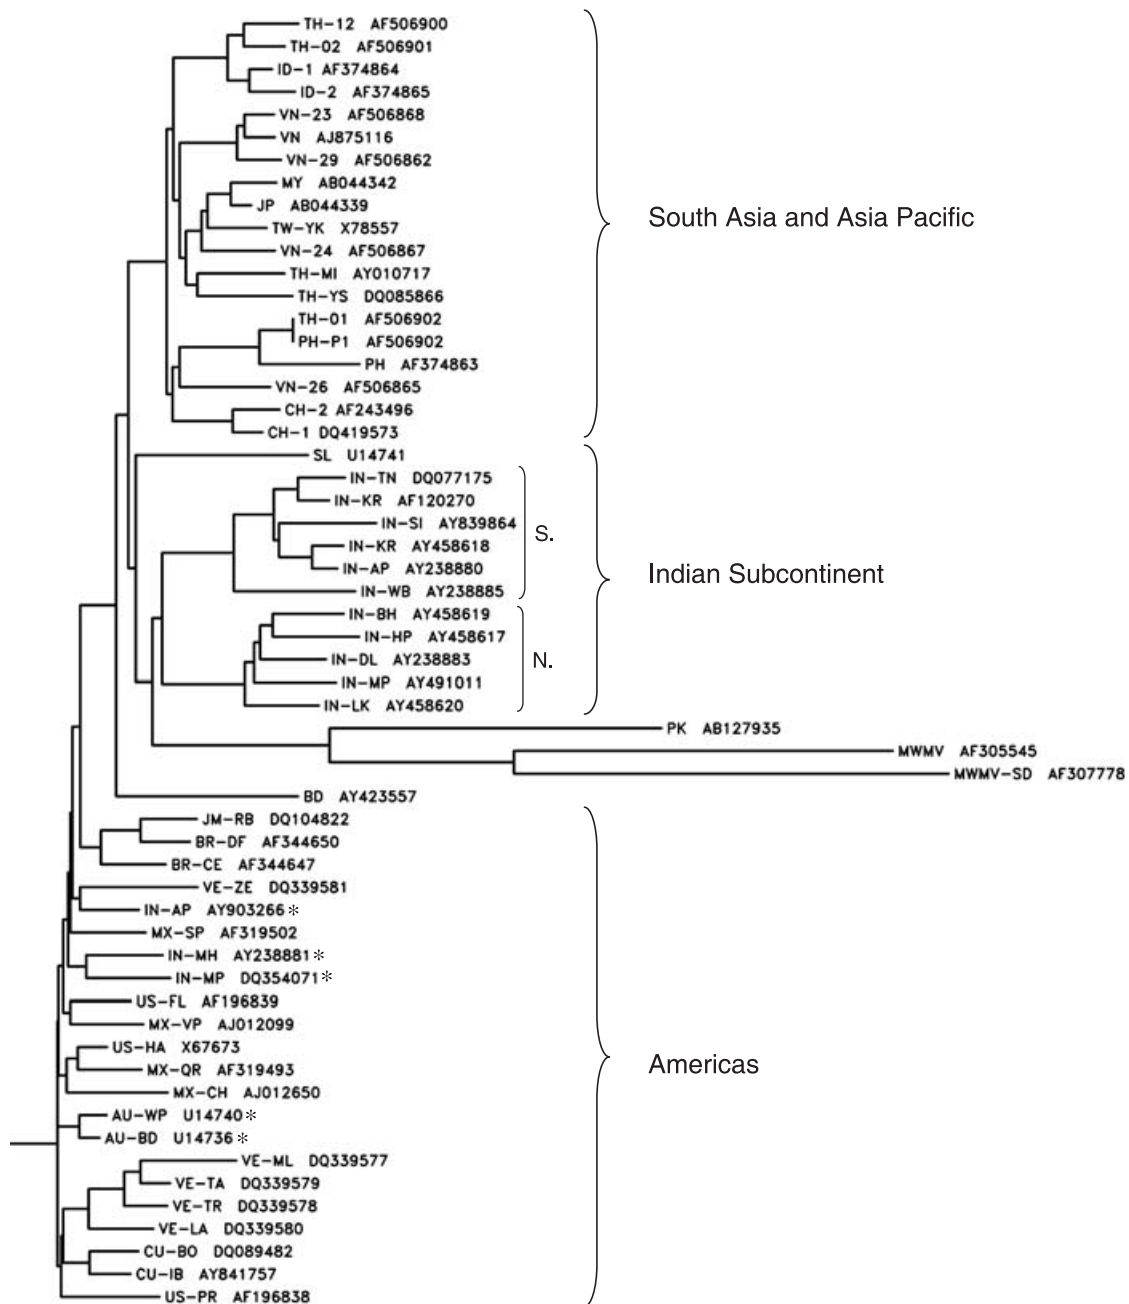 TH-12 AF506900
TH-02 AF506901
ID-1 AF374864
ID-2 AF374865
VN-23 AF506868
VN AJ875116
VN-29 AF506862
MY AB044342
JP AB044339
TW-YK X78557
VN-24 AF506867
TH-MI AY010717
TH-YS DQ085866
TH-01 AF506902
PH-P1 AF506902
PH AF374863
VN-26 AF506865
CH-2 AF243496
CH-1 DQ419573
South Asia and Asia Pacific
SL U14741
IN-TN DQ077175
IN-KR AF120270
IN-SI AY839864
IN-KR AY458618
IN-AP AY238880
IN-WB AY238885
S.
IN-BH AY458619
IN-HP AY458617
IN-DL AY238883
IN-MP AY491011
IN-LK AY458620
N.
Indian Subcontinent
PK AB127935
MWMV AF305545
MWMV-SD AF307778
BD AY423557
JM-RB DQ104822
BR-DF AF344650
BR-CE AF344647
VE-ZE DQ339581
IN-AP AY903266*
MX-SP AF319502
IN-MH AY238881*
IN-MP DQ354071*
US-FL AF196839
MX-VP AJ012099
US-HA X67673
MX-QR AF319493
MX-CH AJ012650
AU-WP U14740*
AU-BD U14736*
VE-ML DQ339577
VE-TA DQ339579
VE-TR DQ339578
VE-LA DQ339580
CU-BO DQ089482
CU-IB AY841757
US-PR AF196838
Americas